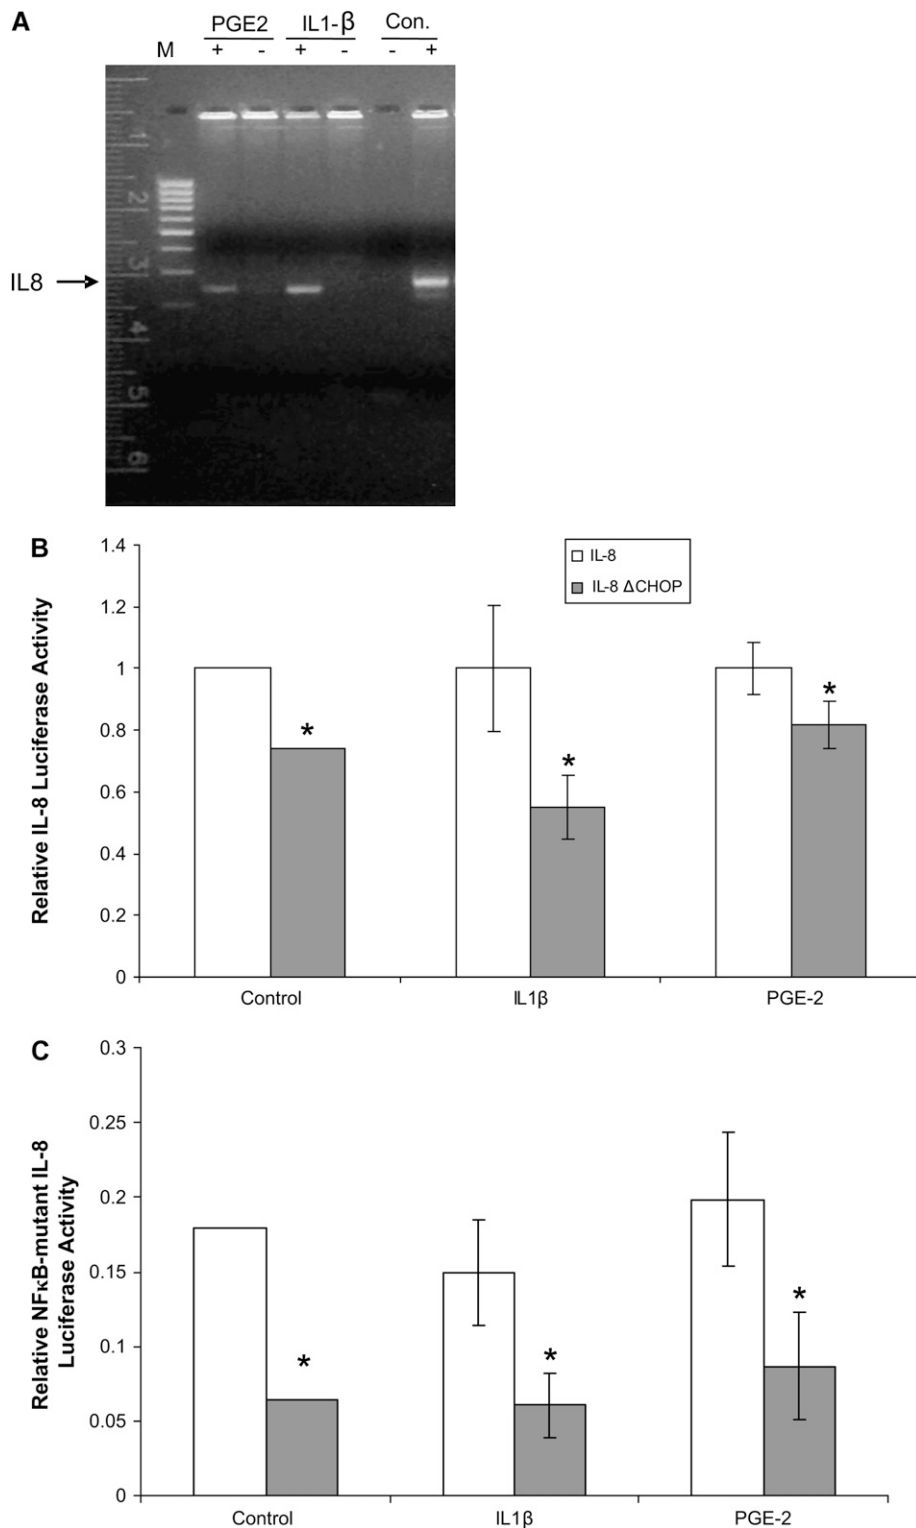 A
PGE2 IL1-β Con.
M + - + - - +
1
2
3
IL8
4
5
6
B
Relative IL-8 Luciferase Activity
1.4
1.2
1
0.8
0.6
0.4
0.2
0
IL-8
IL-8 ΔCHOP
*
*
*
Control IL1β PGE-2
C
Relative NFκB-mutant IL-8
Luciferase Activity
0.3
0.25
0.2
0.15
0.1
0.05
0
*
*
*
Control IL1β PGE-2